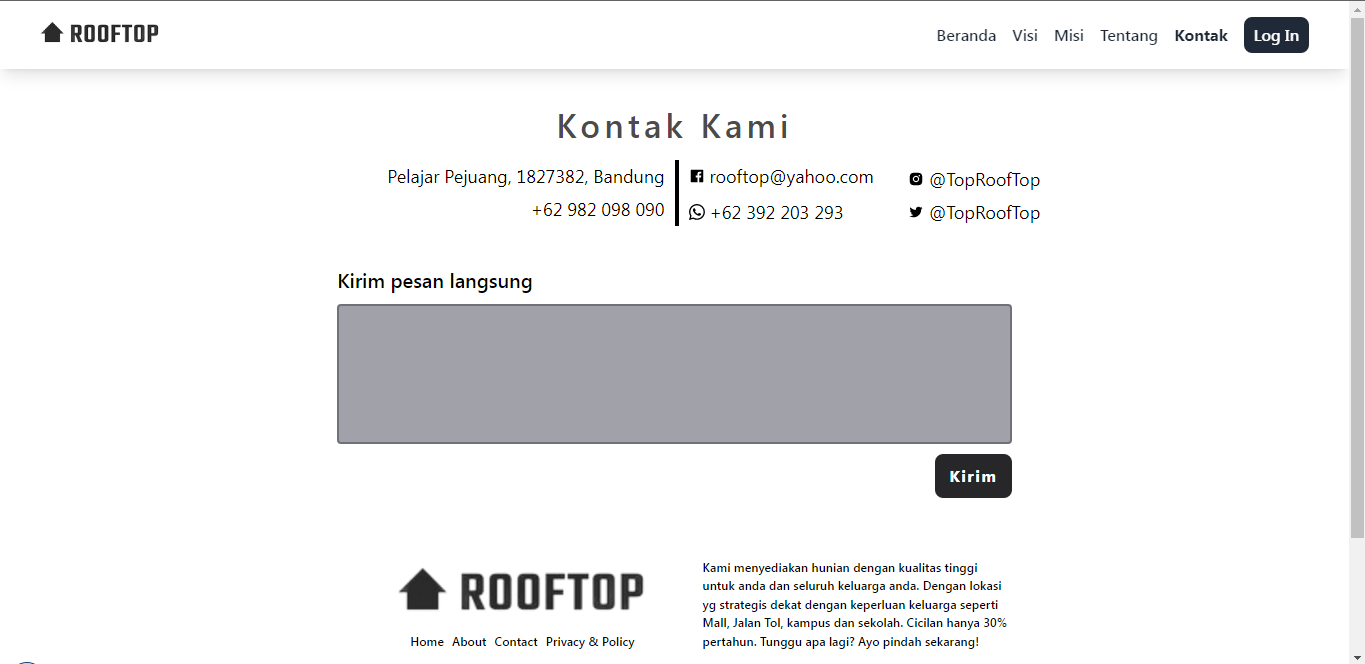 ROOFTOP
Beranda Visi Misi Tentang Kontak Log In
Kontak Kami
Pelajar Pejuang, 1827382, Bandung
+62 982 098 090
rooftop@yahoo.com
+62 392 203 293
@TopRoofTop
@TopRoofTop
Kirim pesan langsung
Kirim
ROOFTOP
Home About Contact Privacy & Policy
Kami menyediakan hunian dengan kualitas tinggi
untuk anda dan seluruh keluarga anda. Dengan lokasi
yg strategis dekat dengan keperluan keluarga seperti
Mall, Jalan Tol, kampus dan sekolah. Cicilan hanya 30%
pertahun. Tunggu apa lagi? Ayo pindah sekarang!